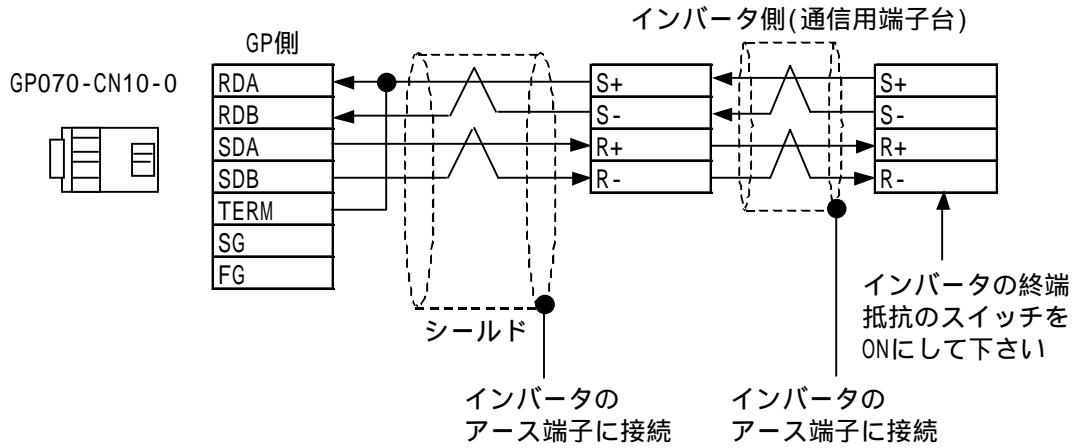 インバータ側(通信用端子台)
GP側
GP070-CN10-0
RDA
RDB
SDA
SDB
TERM
SG
FG
S+
S-
R+
R-
S+
S-
R+
R-
シールド
インバータの終端
抵抗のスイッチを
ONにして下さい
インバータの
アース端子に接続
インバータの
アース端子に接続